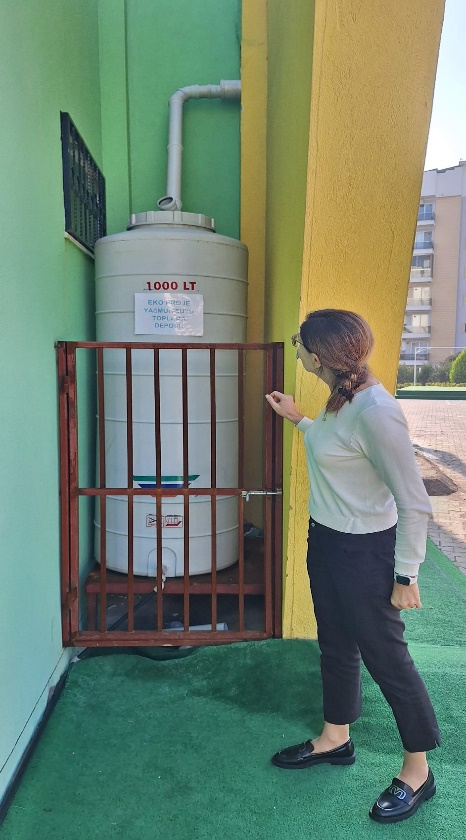 1000 LT
EKO PROJE
YAĞMUR SUYU
TOPLAMA
DEPOSU